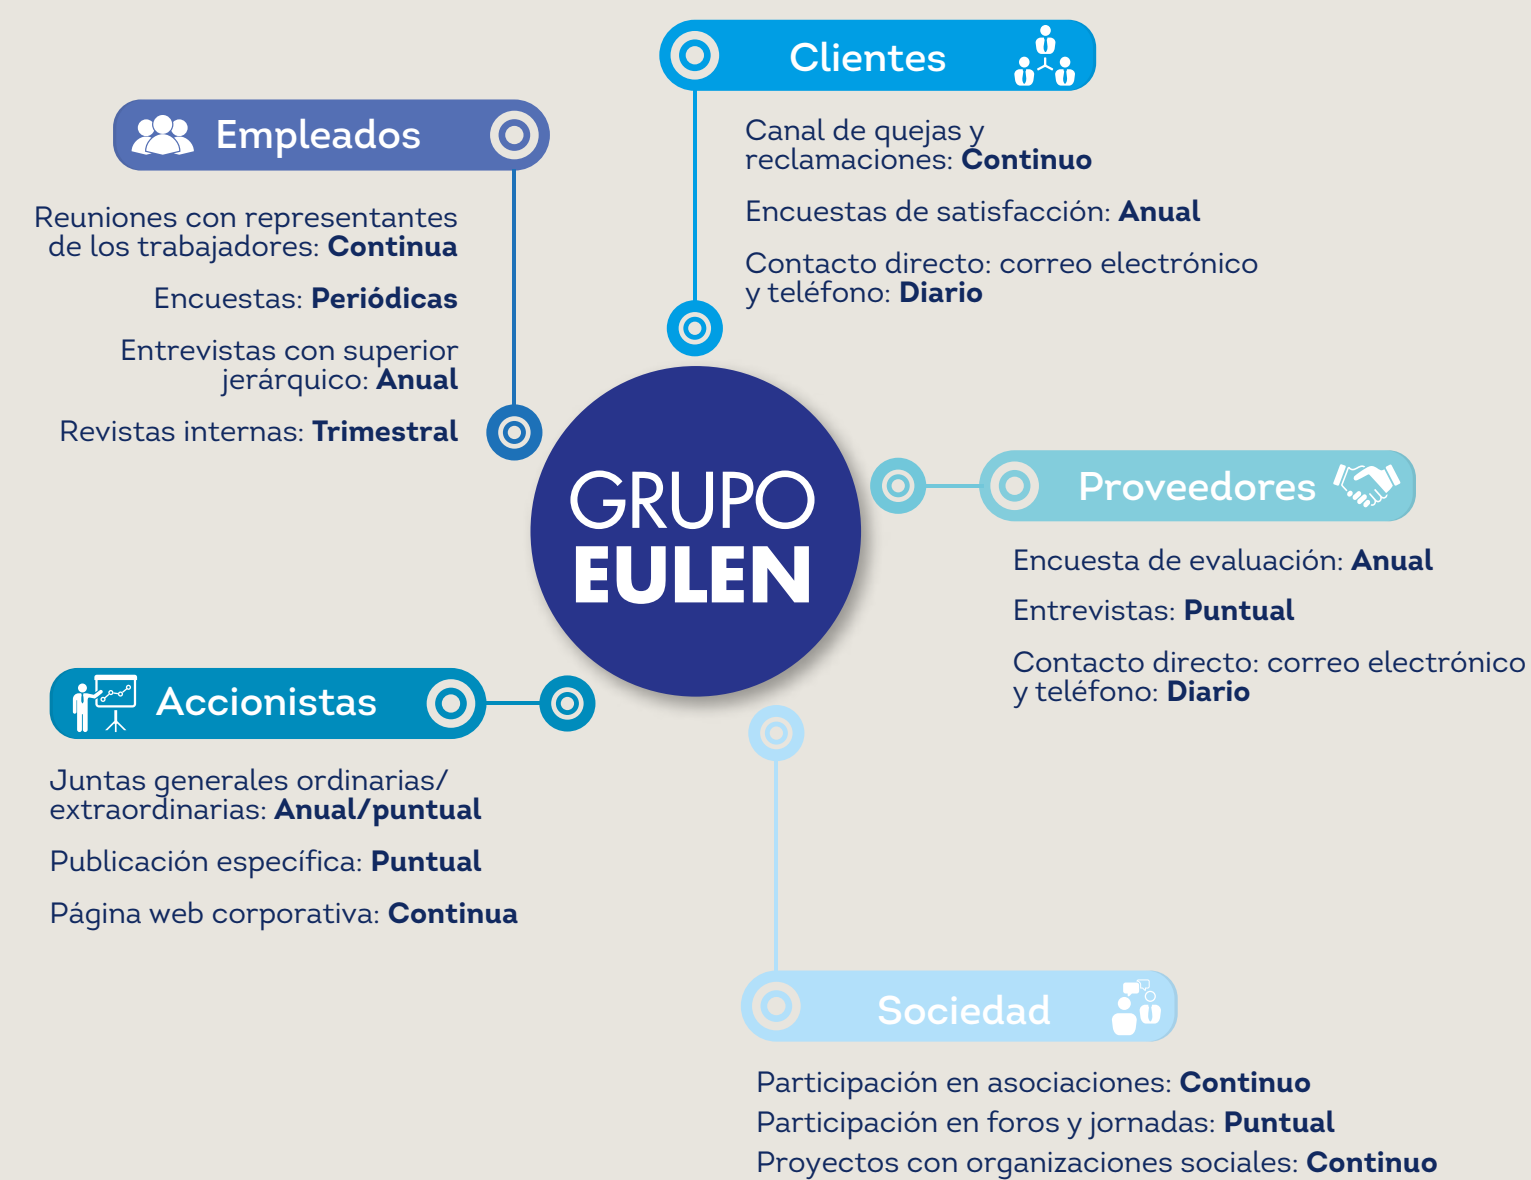 Clientes
Canal de quejas y
reclamaciones: Continuo
Encuestas de satisfacción: Anual
Contacto directo: correo electrónico
y teléfono: Diario
Empleados
Reuniones con representantes
de los trabajadores: Continua
Encuestas: Periódicas
Entrevistas con superior
jerárquico: Anual
Revistas internas: Trimestral
GRUPO
EULEN
Proveedores
Encuesta de evaluación: Anual
Entrevistas: Puntual
Contacto directo: correo electrónico
y teléfono: Diario
Accionistas
Juntas generales ordinarias/
extraordinarias: Anual/puntual
Publicación específica: Puntual
Página web corporativa: Continua
Sociedad
Participación en asociaciones: Continuo
Participación en foros y jornadas: Puntual
Proyectos con organizaciones sociales: Continuo